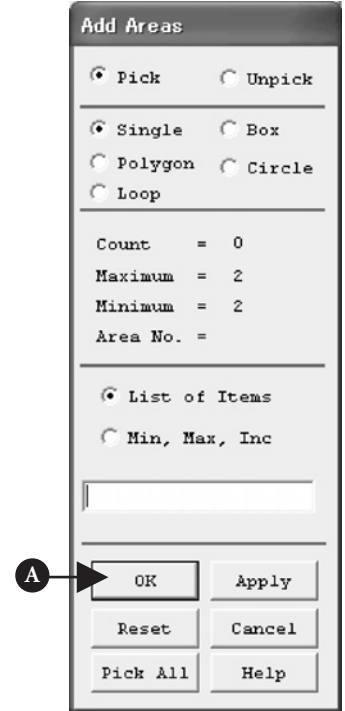 Add Areas
Pick Unpick
Single Box
Polygon Circle
Loop
Count = 0
Maximum = 2
Minimum = 2
Area No. =
List of Items
Min, Max, Inc
A
OK Apply
Reset Cancel
Pick All Help